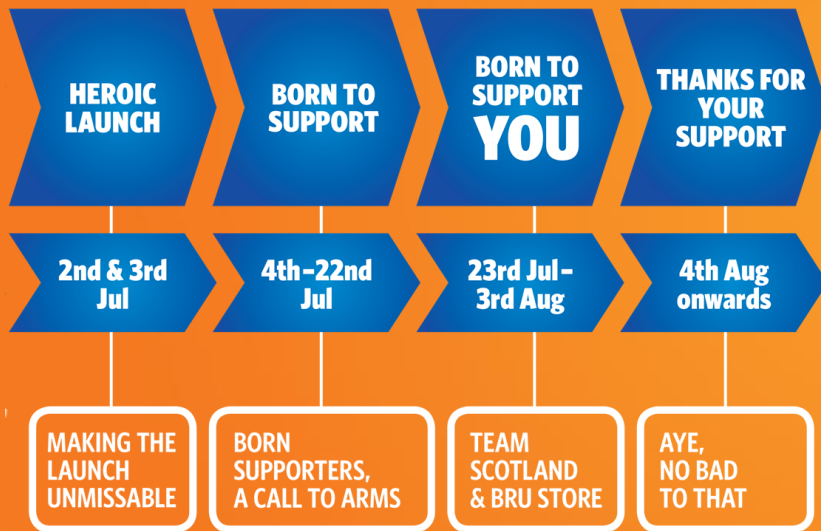 HEROIC
LAUNCH
BORN TO
SUPPORT
BORN TO
SUPPORT
YOU
THANKS FOR
YOUR
SUPPORT
2nd & 3rd
Jul
4th–22nd
Jul
23rd Jul–
3rd Aug
4th Aug
onwards
MAKING THE
LAUNCH
UNMISSABLE
BORN
SUPPORTERS,
A CALL TO ARMS
TEAM
SCOTLAND
& BRU STORE
AYE,
NO BAD
TO THAT